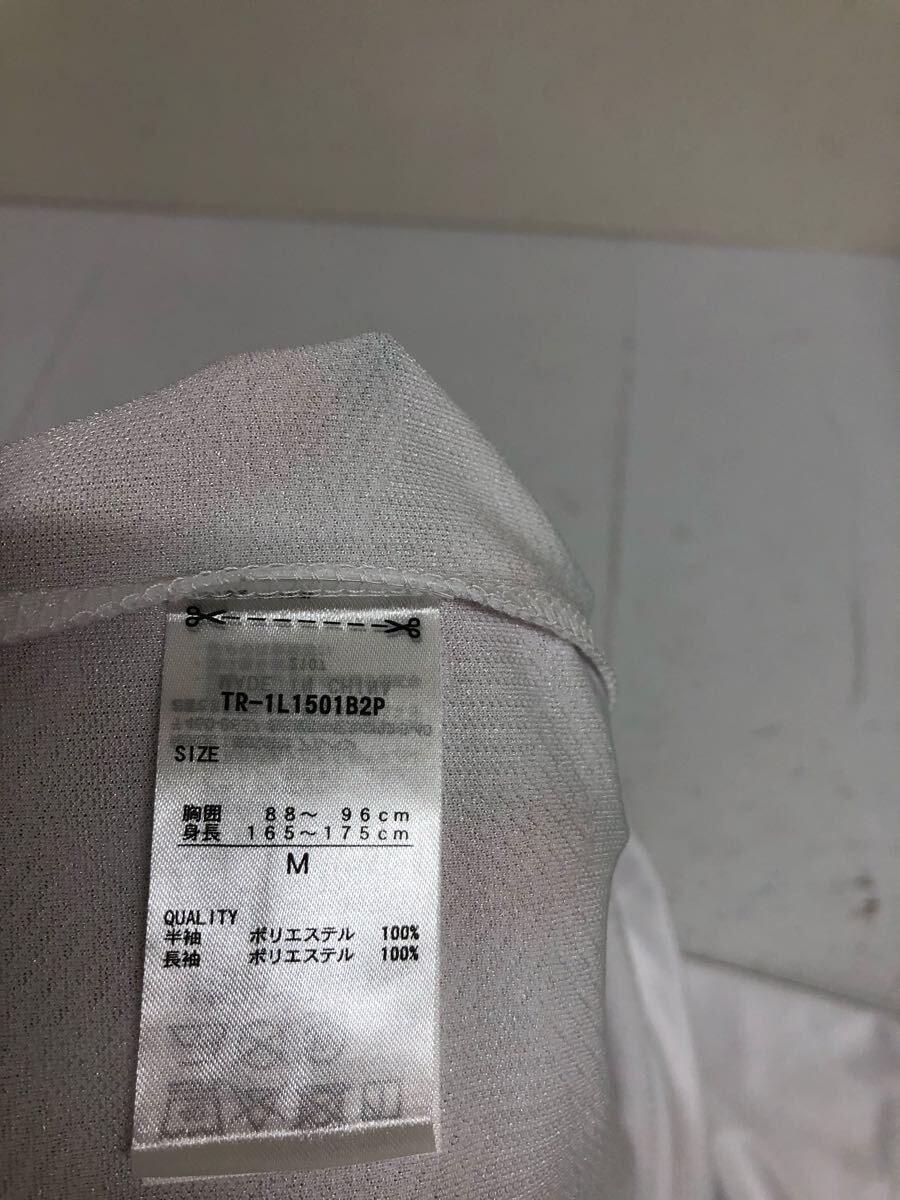 TR-1L1501B2P
SIZE
胸囲 88～ 96cm
身長 165～175cm
M
QUALITY
半袖 ポリエステル 100%
長袖 ポリエステル 100%